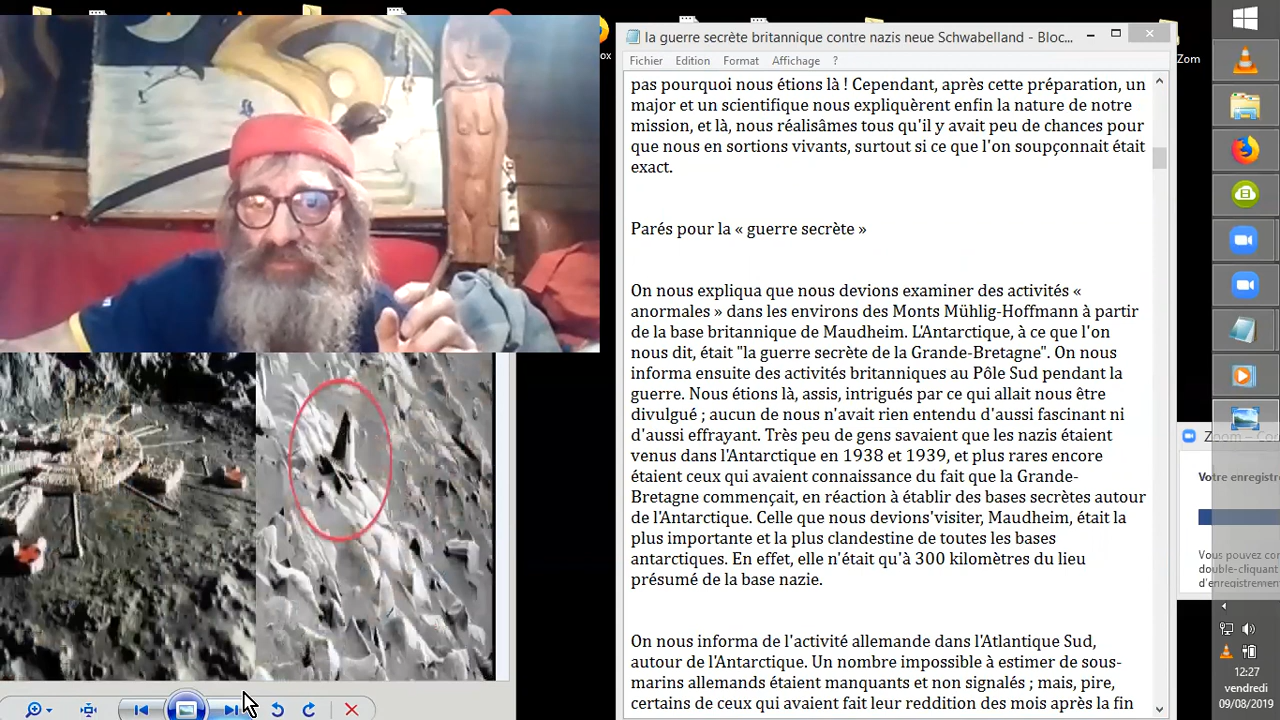 la guerre secrète britannique contre nazis neue Schwabelland - Bloc...
Fichier Edition Format Affichage ?
pas pourquoi nous étions là ! Cependant, après cette préparation, un
major et un scientifique nous expliquèrent enfin la nature de notre
mission, et là, nous réalisâmes tous qu'il y avait peu de chances pour
que nous en sortions vivants, surtout si ce que l'on soupçonnait était
exact.
Parés pour la « guerre secrète »
On nous expliqua que nous devions examiner des activités «
anormales » dans les environs des Monts Mühlig-Hoffmann à partir
de la base britannique de Maudheim. L'Antarctique, à ce que l'on
nous dit, était "la guerre secrète de la Grande-Bretagne". On nous
informa ensuite des activités britanniques au Pôle Sud pendant la
guerre. Nous étions là, assis, intrigués par ce qui allait nous être
divulgué ; aucun de nous n'avait rien entendu d'aussi fascinant ni
d'aussi effrayant. Très peu de gens savaient que les nazis étaient
venus dans l'Antarctique en 1938 et 1939, et plus rares encore
étaient ceux qui avaient connaissance du fait que la Grande-
Bretagne commençait, en réaction à établir des bases secrètes autour
de l'Antarctique. Celle que nous devions'visiter, Maudheim, était la
plus importante et la plus clandestine de toutes les bases
antarctiques. En effet, elle n'était qu'à 300 kilomètres du lieu
présumé de la base nazie.
On nous informa de l'activité allemande dans l'Atlantique Sud,
autour de l'Antarctique. Un nombre impossible à estimer de sous-
marins allemands étaient manquants et non signalés ; mais, pire,
certains de ceux qui avaient fait leur reddition des mois après la fin
ox
Zom
Zoom - Co
Votre enregistre
Vous pouvez con
double-cliquant
d'enregistremen
12:27
vendredi
09/08/2019